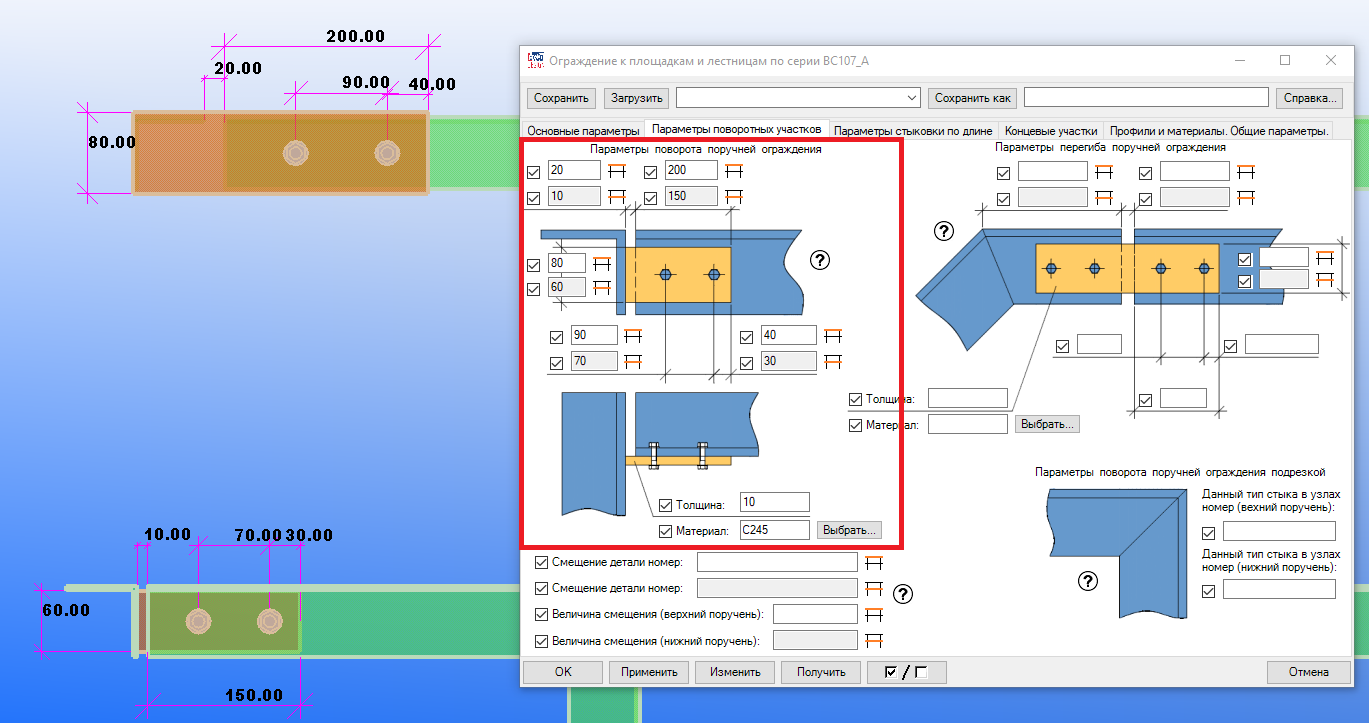 200.00
20.00
90.00
40.00
80.00
10.00
70.00
30.00
60.00
150.00
Ограждение к площадкам и лестницам по серии BC107_A
Сохранить
Загрузить
Сохранить как
Справка...
Основные параметры
Параметры поворотных участков
Параметры стыковки по длине
Концевые участки
Профили и материалы. Общие параметры.
Параметры поворота поручней ограждения
20
200
10
150
80
60
?
90
40
70
30
Толщина:
10
Материал:
C245
Выбрать...
Параметры перегиба поручней ограждения
?
Толщина:
Материал:
Выбрать...
Параметры поворота поручней ограждения подрезкой
Данный тип стыка в узлах
номер (вехний поручень):
Данный тип стыка в узлах
номер (нижний поручень):
?
Смещение детали номер:
Смещение детали номер:
?
Величина смещения (верхний поручень):
Величина смещения (нижний поручень):
OK
Применить
Изменить
Получить
/
Отмена